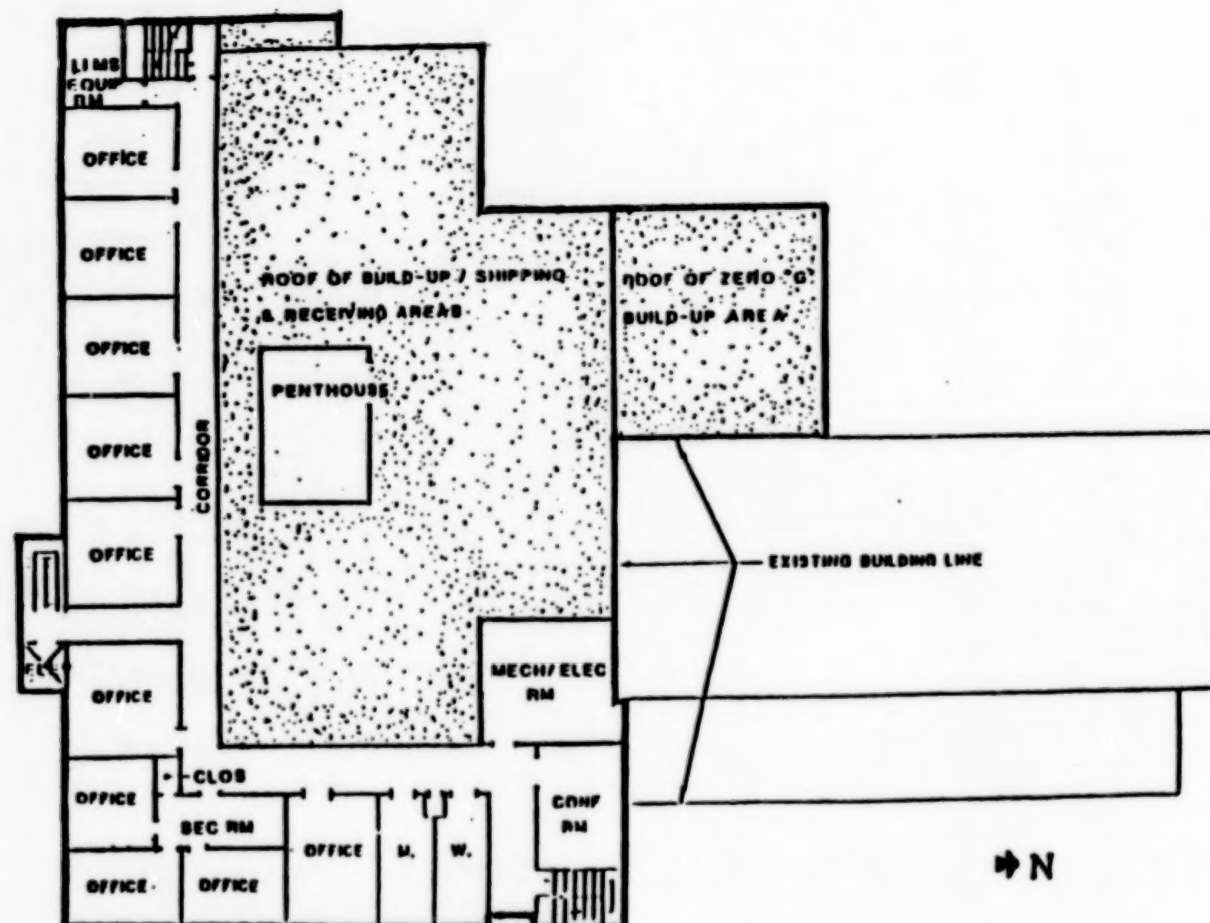 LIMS
EQUIP
RM
OFFICE
OFFICE
OFFICE
OFFICE
OFFICE
CORRIDOR
ROOF OF BUILD-UP / SHIPPING
& RECEIVING AREAS
ROOF OF ZERO "G"
BUILD-UP AREA
PENTHOUSE
EXISTING BUILDING LINE
OFFICE
MECH/ELEC
RM
CLOS
OFFICE
SEC RM
OFFICE
M.
W.
CONF
RM
OFFICE
OFFICE
N